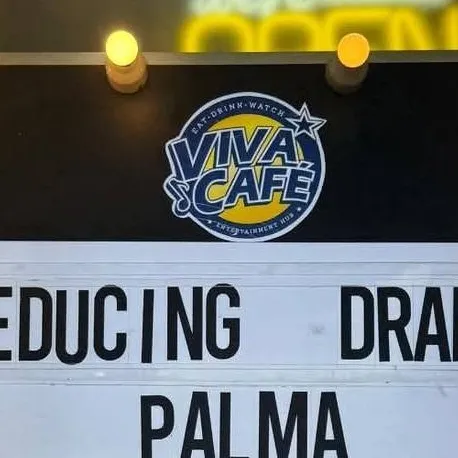 EAT·DRINK·WATCH
VIVA
CAFÉ
ENTERTAINMENT HUB
EDUCING DRA
PALMA